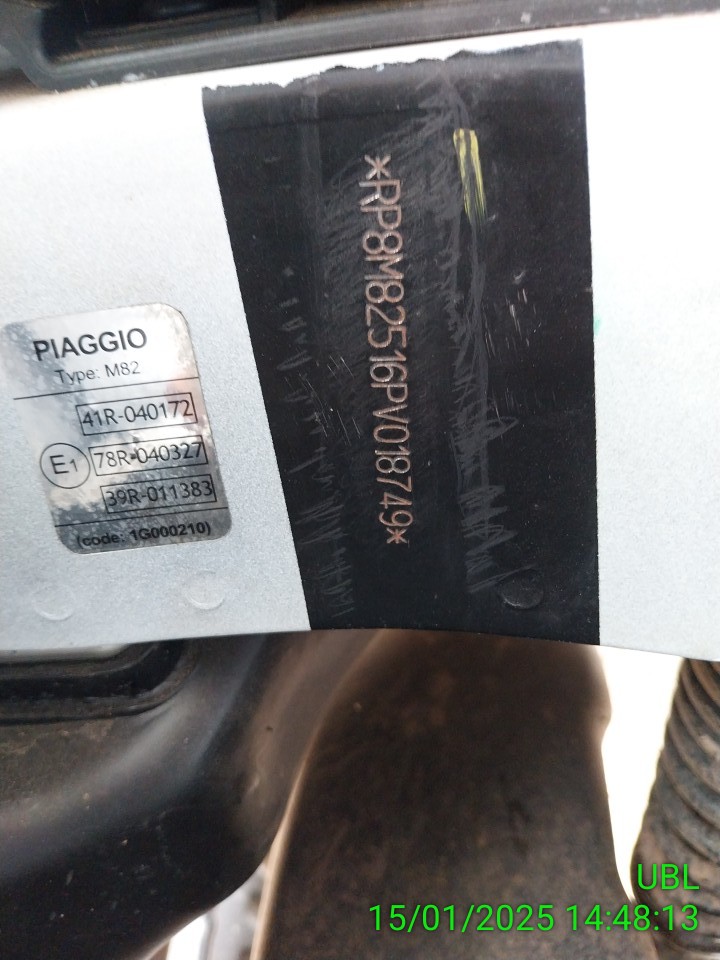 PIAGGIO
Type: M82
41R-040172
E1
78R-040327
39R-011383
(code: 1G000210)
*RP8M82516PV018749*
UBL
15/01/2025 14:48:13